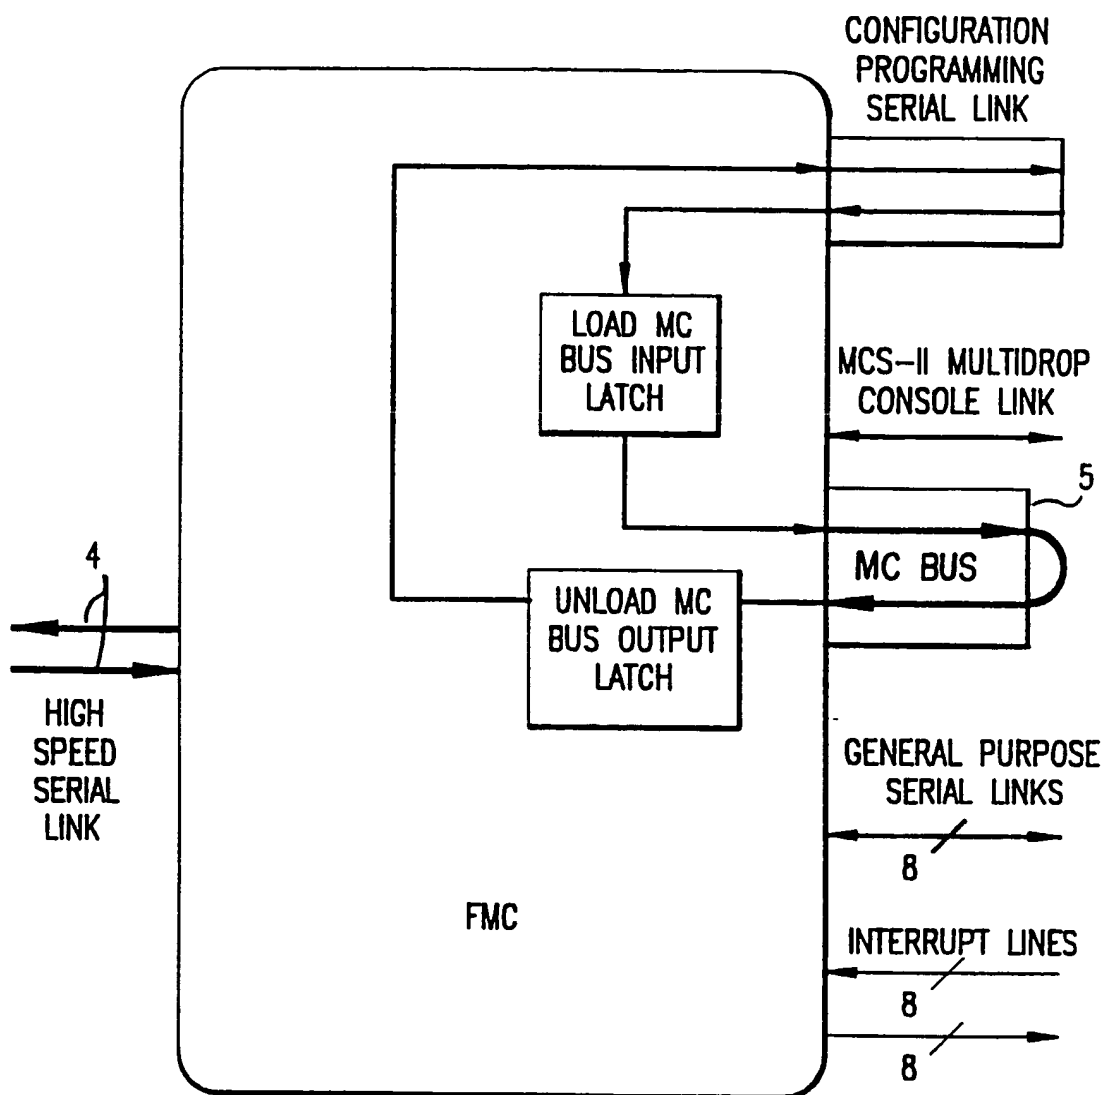 CONFIGURATION
PROGRAMMING
SERIAL LINK
LOAD MC
BUS INPUT
LATCH
MCS-II MULTIDROP
CONSOLE LINK
5
MC BUS
4
UNLOAD MC
BUS OUTPUT
LATCH
HIGH
SPEED
SERIAL
LINK
GENERAL PURPOSE
SERIAL LINKS
8
FMC
INTERRUPT LINES
8
8